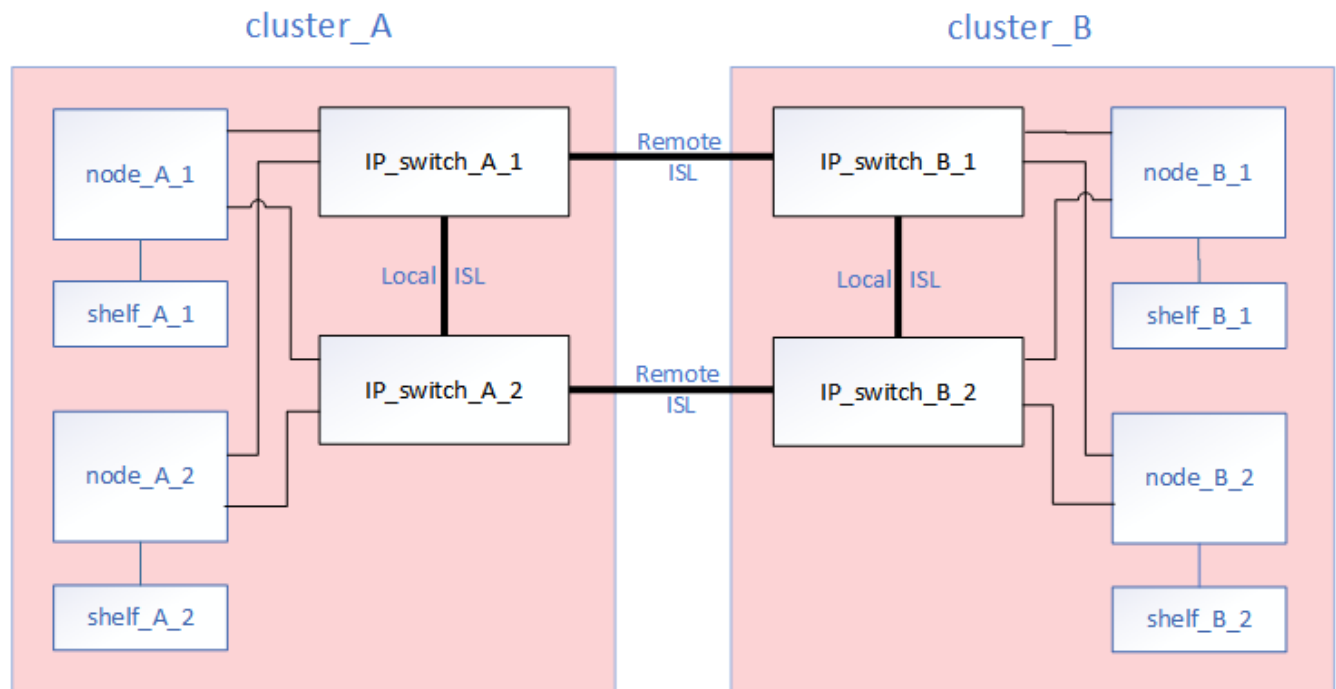 cluster_A
cluster_B
node_A_1
IP_switch_A_1
Remote
ISL
IP_switch_B_1
node_B_1
shelf_A_1
Local ISL
Local ISL
shelf_B_1
node_A_2
IP_switch_A_2
Remote
ISL
IP_switch_B_2
node_B_2
shelf_A_2
shelf_B_2